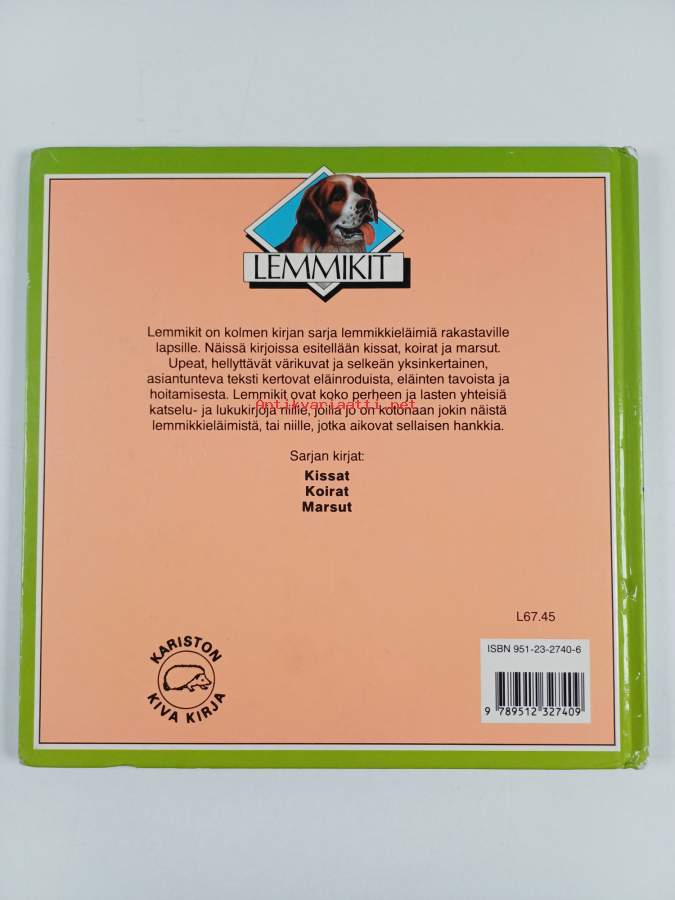 LEMMIKIT
Lemmikit on kolmen kirjan sarja lemmikkieläimiä rakastaville
lapsille. Näissä kirjoissa esitellään kissat, koirat ja marsut.
Upeat, hellyttävät värikuvat ja selkeän yksinkertainen,
asiantunteva teksti kertovat eläinroduista, eläinten tavoista ja
hoitamisesta. Lemmikit ovat koko perheen ja lasten yhteisiä
Antikvariaatti.net
katselu- ja lukukirjoja niille, joilla jo on kotonaan jokin näistä
lemmikkieläimistä, tai niille, jotka aikovat sellaisen hankkia.
Sarjan kirjat:
Kissat
Koirat
Marsut
L67.45
KARISTON
KIVA KIRJA
ISBN 951-23-2740-6
9 789512 327409